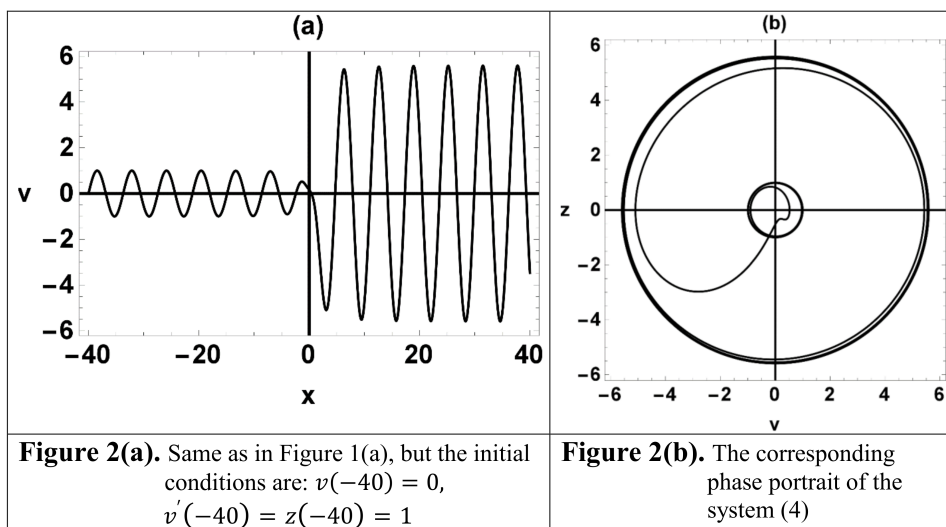 (a)
6
4
2
v 0
−2
−4
−6
−40 −20 0 20 40
x
(b)
6
4
2
z 0
−2
−4
−6
−6 −4 −2 0 2 4 6
v
Figure 2(a). Same as in Figure 1(a), but the initial
conditions are: v(−40) = 0,
v′(−40) = z(−40) = 1
Figure 2(b). The corresponding
phase portrait of the
system (4)